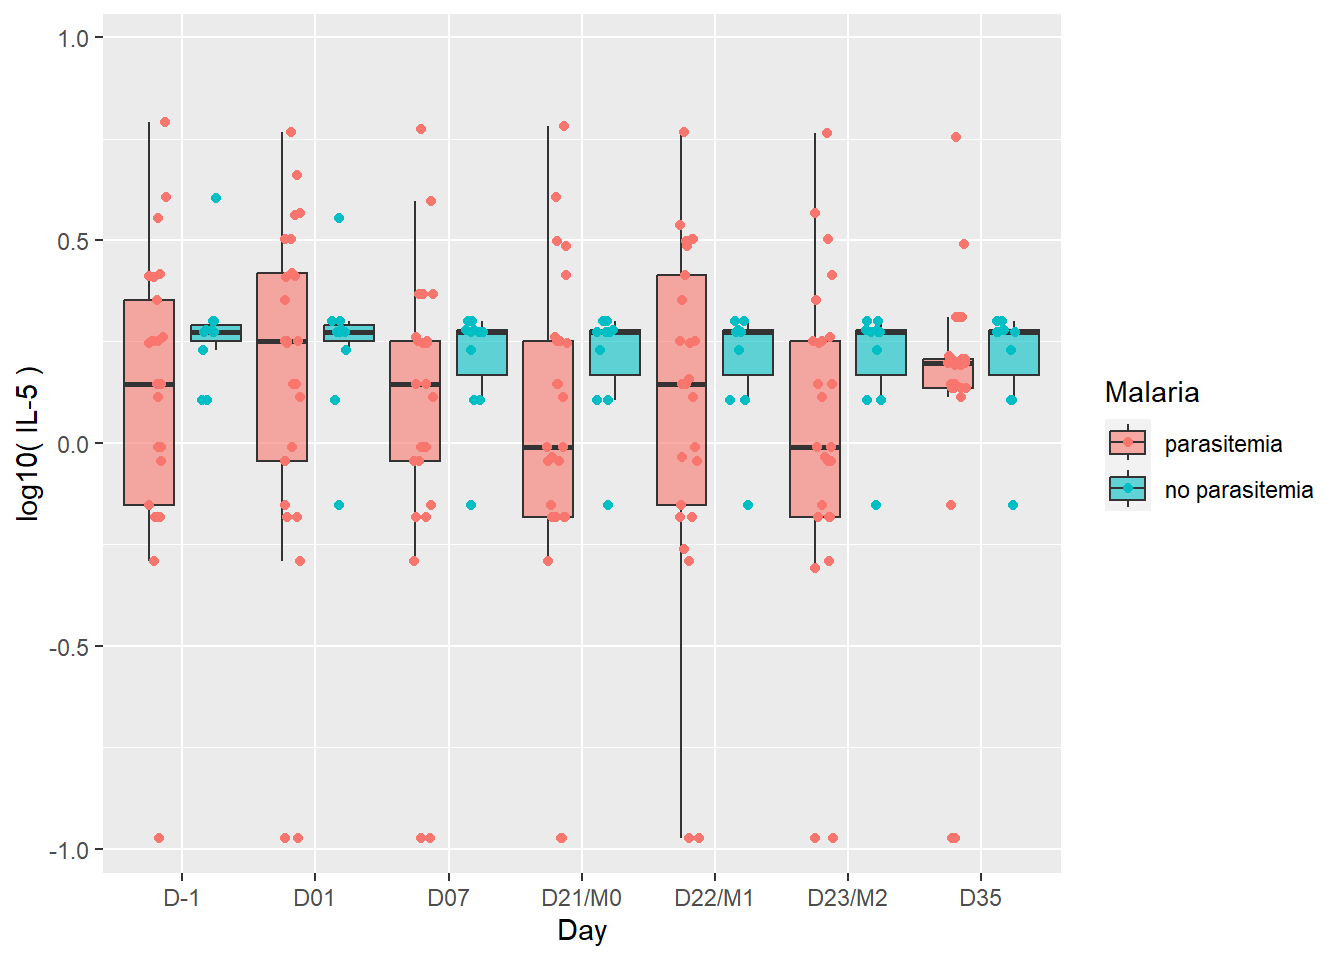 1.0
0.5
0.0
-0.5
-1.0
log10( IL-5 )
D-1 D01 D07 D21/M0 D22/M1 D23/M2 D35
Day
Malaria
parasitemia
no parasitemia